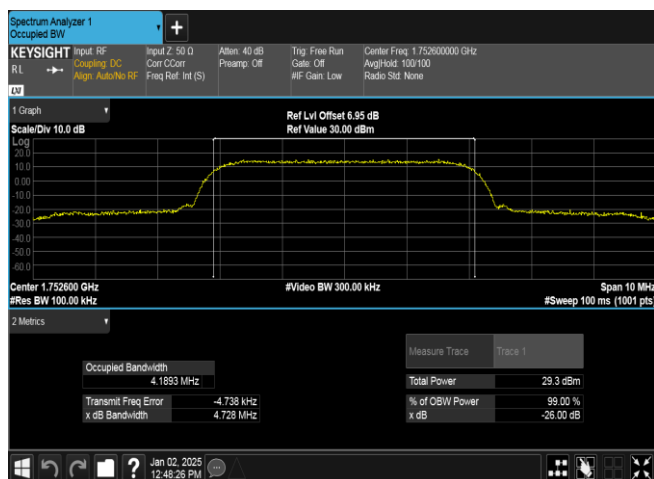 Spectrum Analyzer 1
Occupied BW
KEYSIGHT Input: RF Input Z: 50 Ω Atten: 40 dB Trig: Free Run Center Freq: 1.752600000 GHz
RL Coupling: DC Corr CCorr Preamp: Off Gate: Off Avg|Hold: 100/100
Align: Auto/No RF Freq Ref: Int (S) #IF Gain: Low Radio Std: None
LXI
1 Graph
Ref Lvl Offset 6.95 dB
Scale/Div 10.0 dB Ref Value 30.00 dBm
Log
20.0
10.0
0.00
-10.0
-20.0
-30.0
-40.0
-50.0
-60.0
Center 1.752600 GHz #Video BW 300.00 kHz Span 10 MHz
#Res BW 100.00 kHz #Sweep 100 ms (1001 pts)
2 Metrics
Measure Trace Trace 1
Occupied Bandwidth
4.1893 MHz Total Power 29.3 dBm
Transmit Freq Error -4.738 kHz % of OBW Power 99.00 %
x dB Bandwidth 4.728 MHz x dB -26.00 dB
? Jan 02, 2025
12:48:26 PM